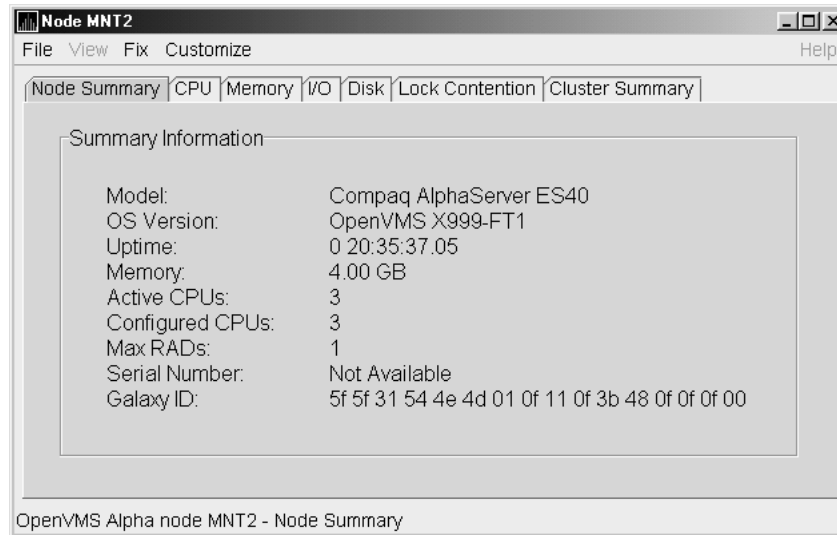 Node MNT2
File View Fix Customize Help
Node Summary CPU Memory I/O Disk Lock Contention Cluster Summary
Summary Information
Model: Compaq AlphaServer ES40
OS Version: OpenVMS X999-FT1
Uptime: 0 20:35:37.05
Memory: 4.00 GB
Active CPUs: 3
Configured CPUs: 3
Max RADs: 1
Serial Number: Not Available
Galaxy ID: 5f 5f 31 54 4e 4d 01 0f 11 0f 3b 48 0f 0f 0f 00
OpenVMS Alpha node MNT2 - Node Summary